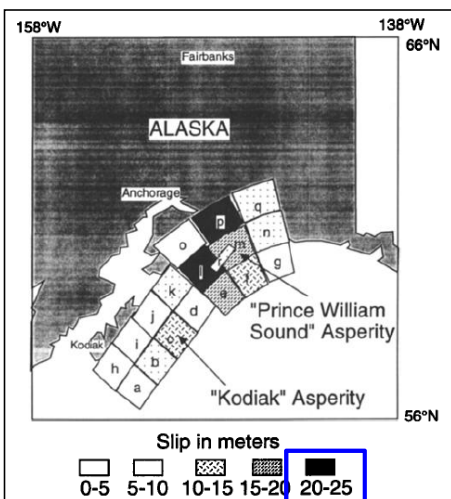 158°W 138°W
66°N
Fairbanks
ALASKA
Anchorage
p q
o n
l g
e f
k
j d
i c
h b
a
Kodiak
"Prince William
Sound" Asperity
"Kodiak" Asperity
56°N
Slip in meters
0-5 5-10 10-15 15-20 20-25